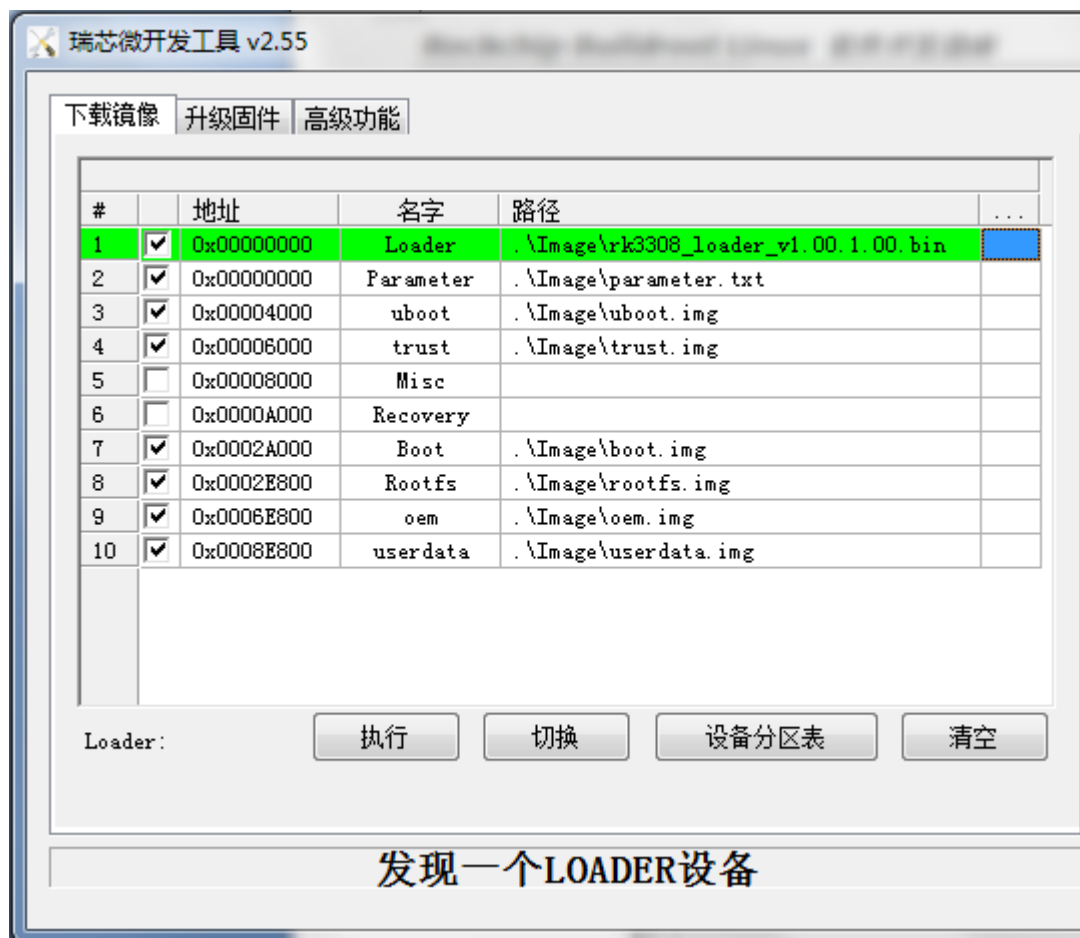 瑞芯微开发工具 v2.55
下载镜像 升级固件 高级功能
# 地址 名字 路径 ...
1 0x00000000 Loader .\Image\rk3308_loader_v1.00.1.00.bin
2 0x00000000 Parameter .\Image\parameter.txt
3 0x00004000 uboot .\Image\uboot.img
4 0x00006000 trust .\Image\trust.img
5 0x00008000 Misc
6 0x0000A000 Recovery
7 0x0002A000 Boot .\Image\boot.img
8 0x0002E800 Rootfs .\Image\rootfs.img
9 0x0006E800 oem .\Image\oem.img
10 0x0008E800 userdata .\Image\userdata.img
Loader: 执行 切换 设备分区表 清空
发现一个LOADER设备